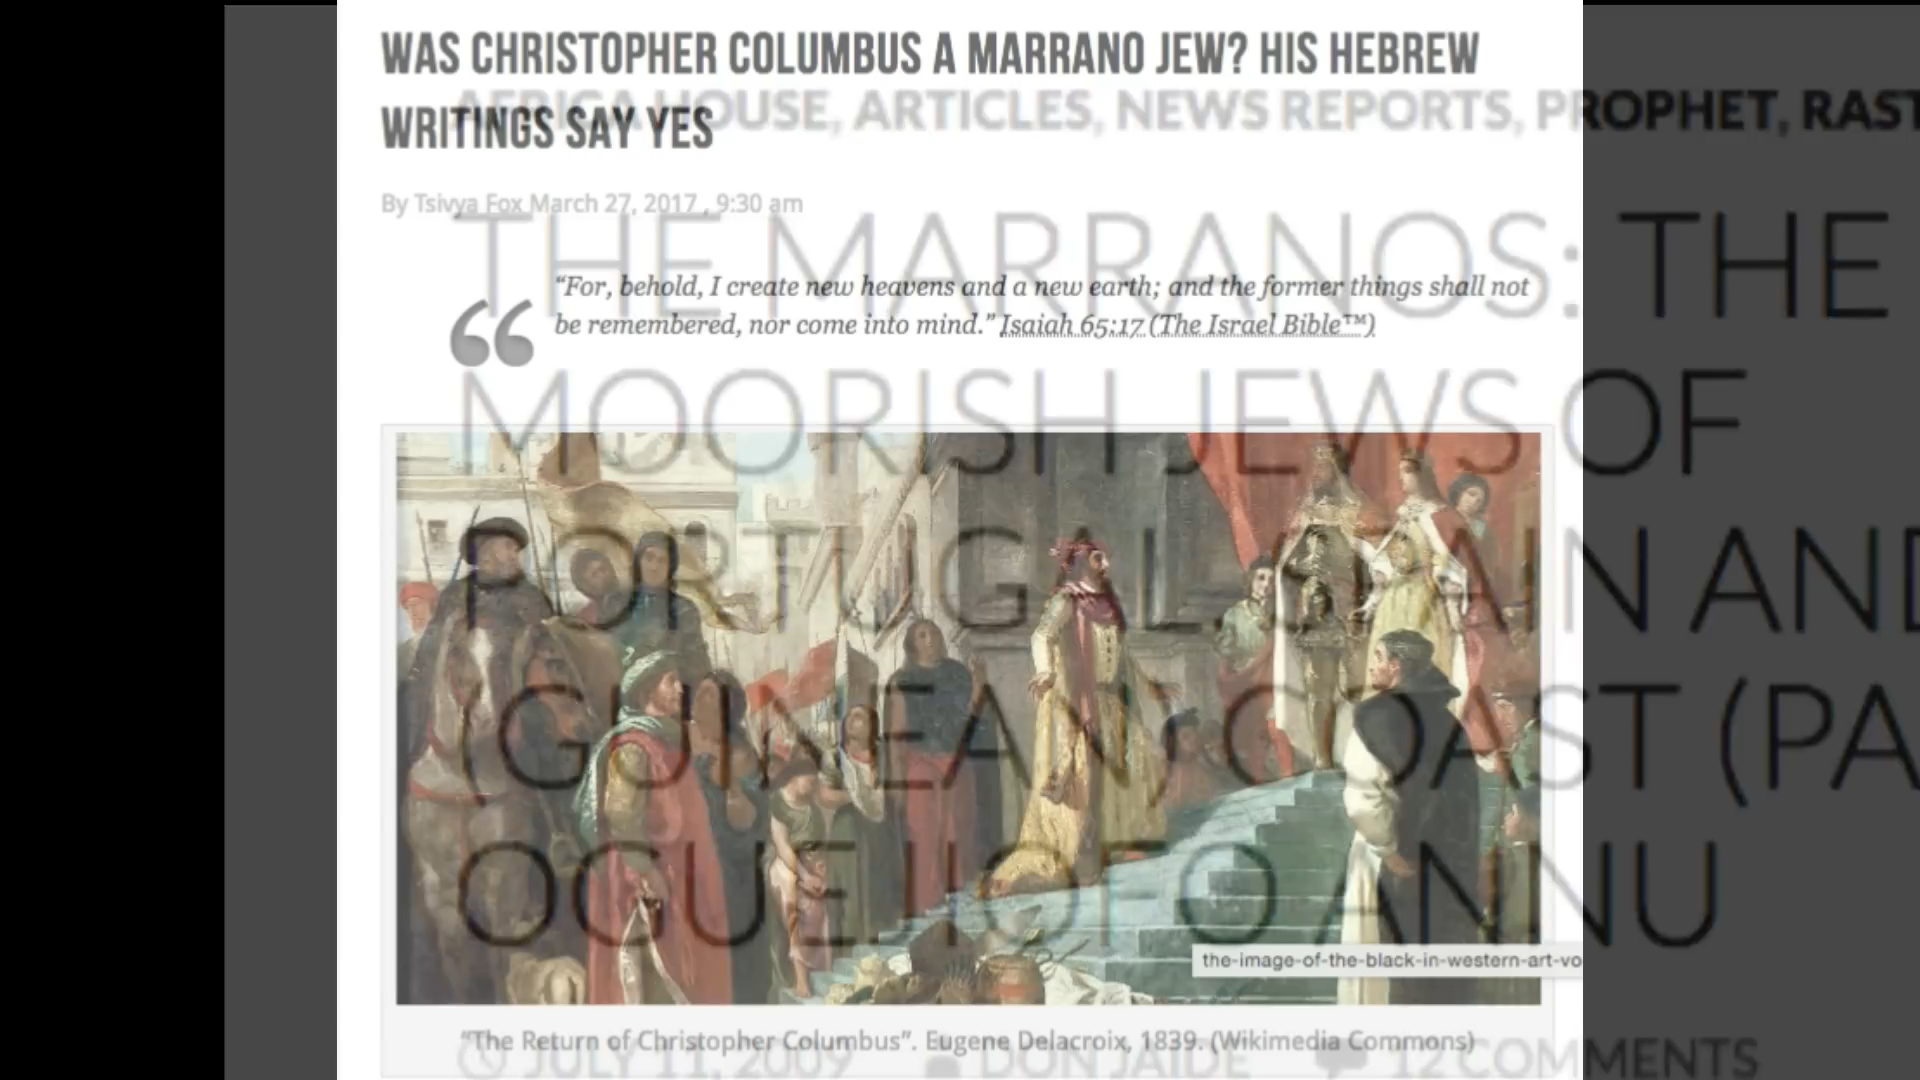 WAS CHRISTOPHER COLUMBUS A MARRANO JEW? HIS HEBREW
WRITINGS SAY YES
By Tsivya Fox March 27, 2017 , 9:30 am
“For, behold, I create new heavens and a new earth; and the former things shall not
be remembered, nor come into mind.” Isaiah 65:17 (The Israel Bible™)
“The Return of Christopher Columbus”. Eugene Delacroix, 1839. (Wikimedia Commons)
AFRICA HOUSE, ARTICLES, NEWS REPORTS, PROPHET, RAST
THE MARRANOS: THE
MOORISH JEWS OF
PORTUGAL, SPAIN AND
(GUINEAN) COAST (PA
OGUEJIOFO ANNU
the-image-of-the-black-in-western-art-vo
JULY 11, 2009 DON JAIDE 12 COMMENTS